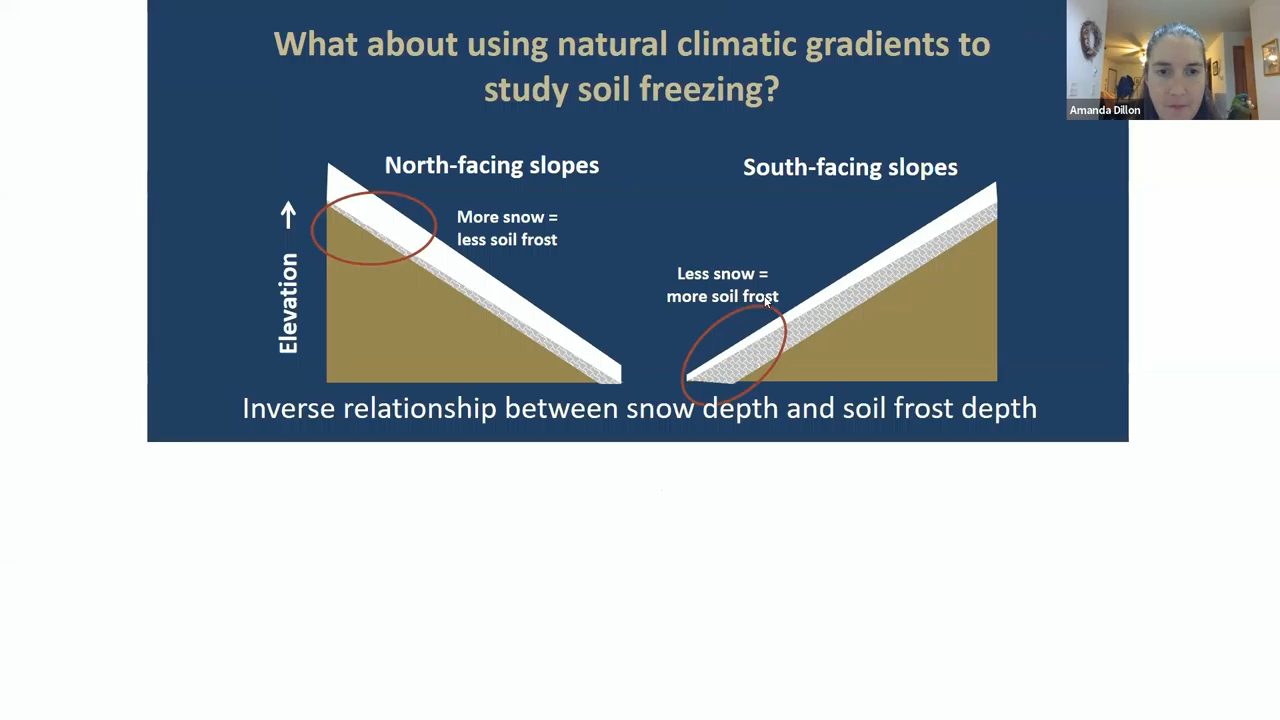 What about using natural climatic gradients to
study soil freezing?
Amanda Dillon
North-facing slopes
South-facing slopes
Elevation
More snow =
less soil frost
Less snow =
more soil frost
Inverse relationship between snow depth and soil frost depth